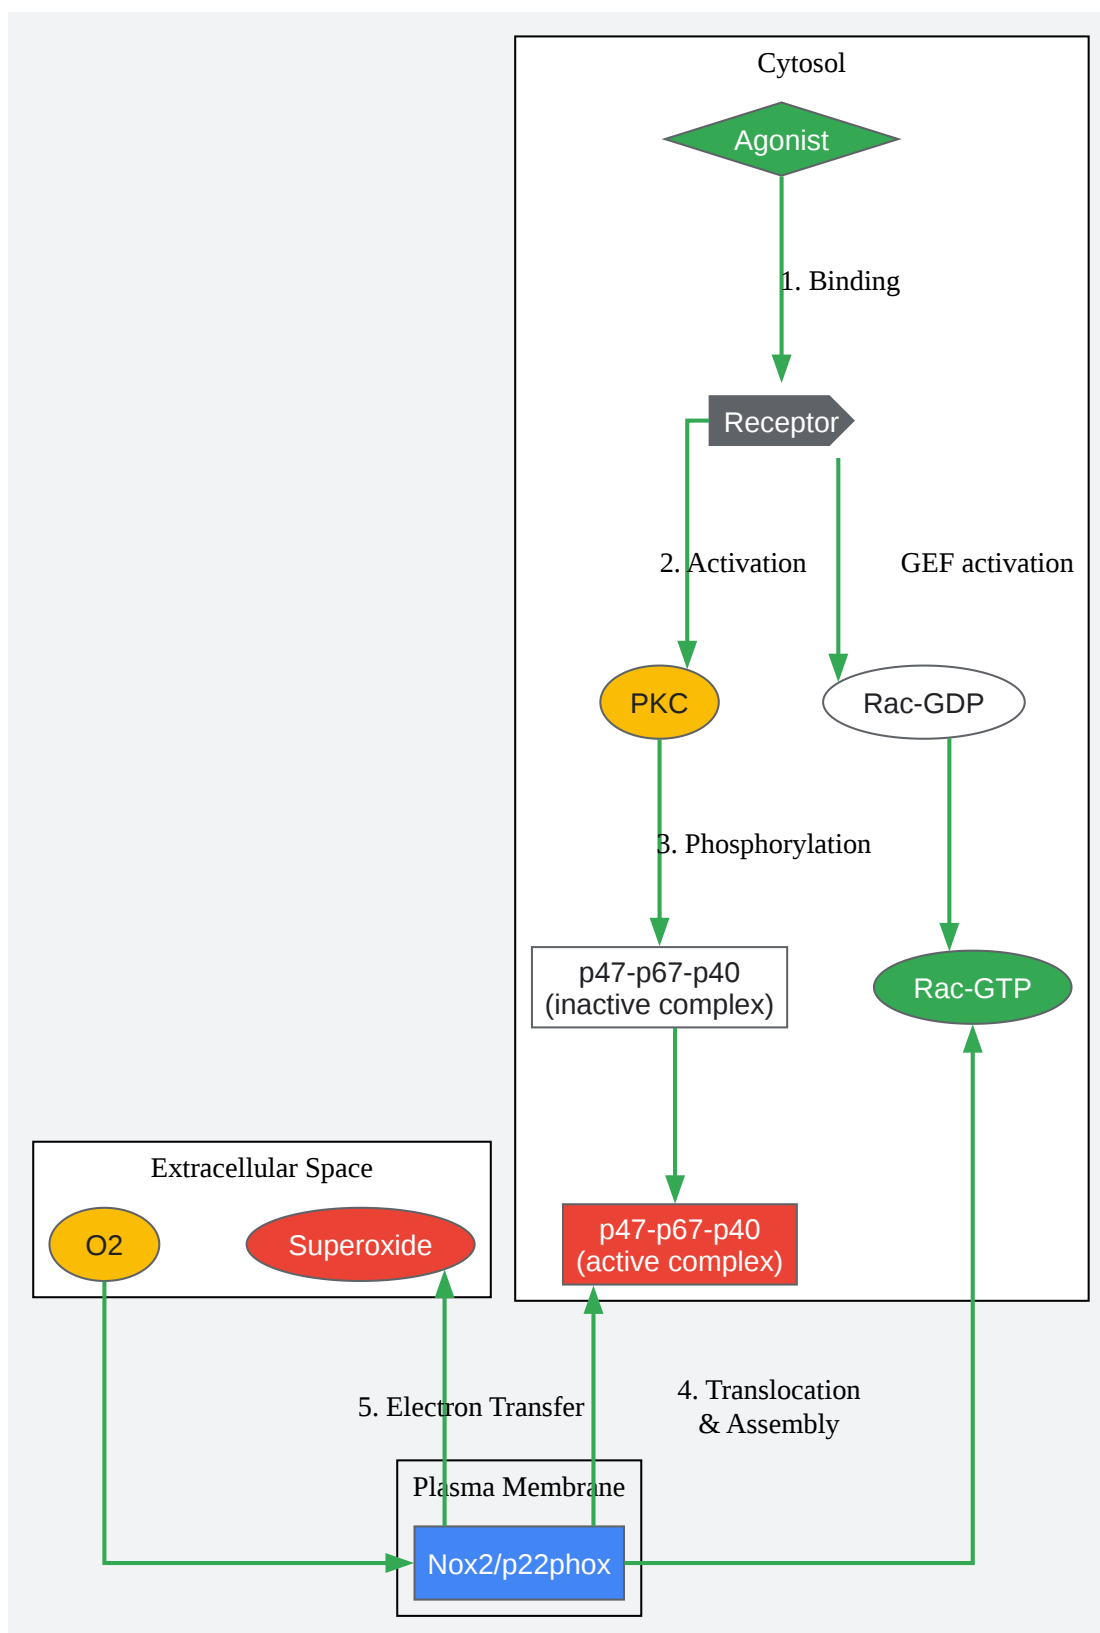 Cytosol
Agonist
1. Binding
Receptor
2. Activation
GEF activation
PKC
Rac-GDP
3. Phosphorylation
p47-p67-p40
(inactive complex)
Rac-GTP
Extracellular Space
O2
Superoxide
p47-p67-p40
(active complex)
5. Electron Transfer
4. Translocation
& Assembly
Plasma Membrane
Nox2/p22phox